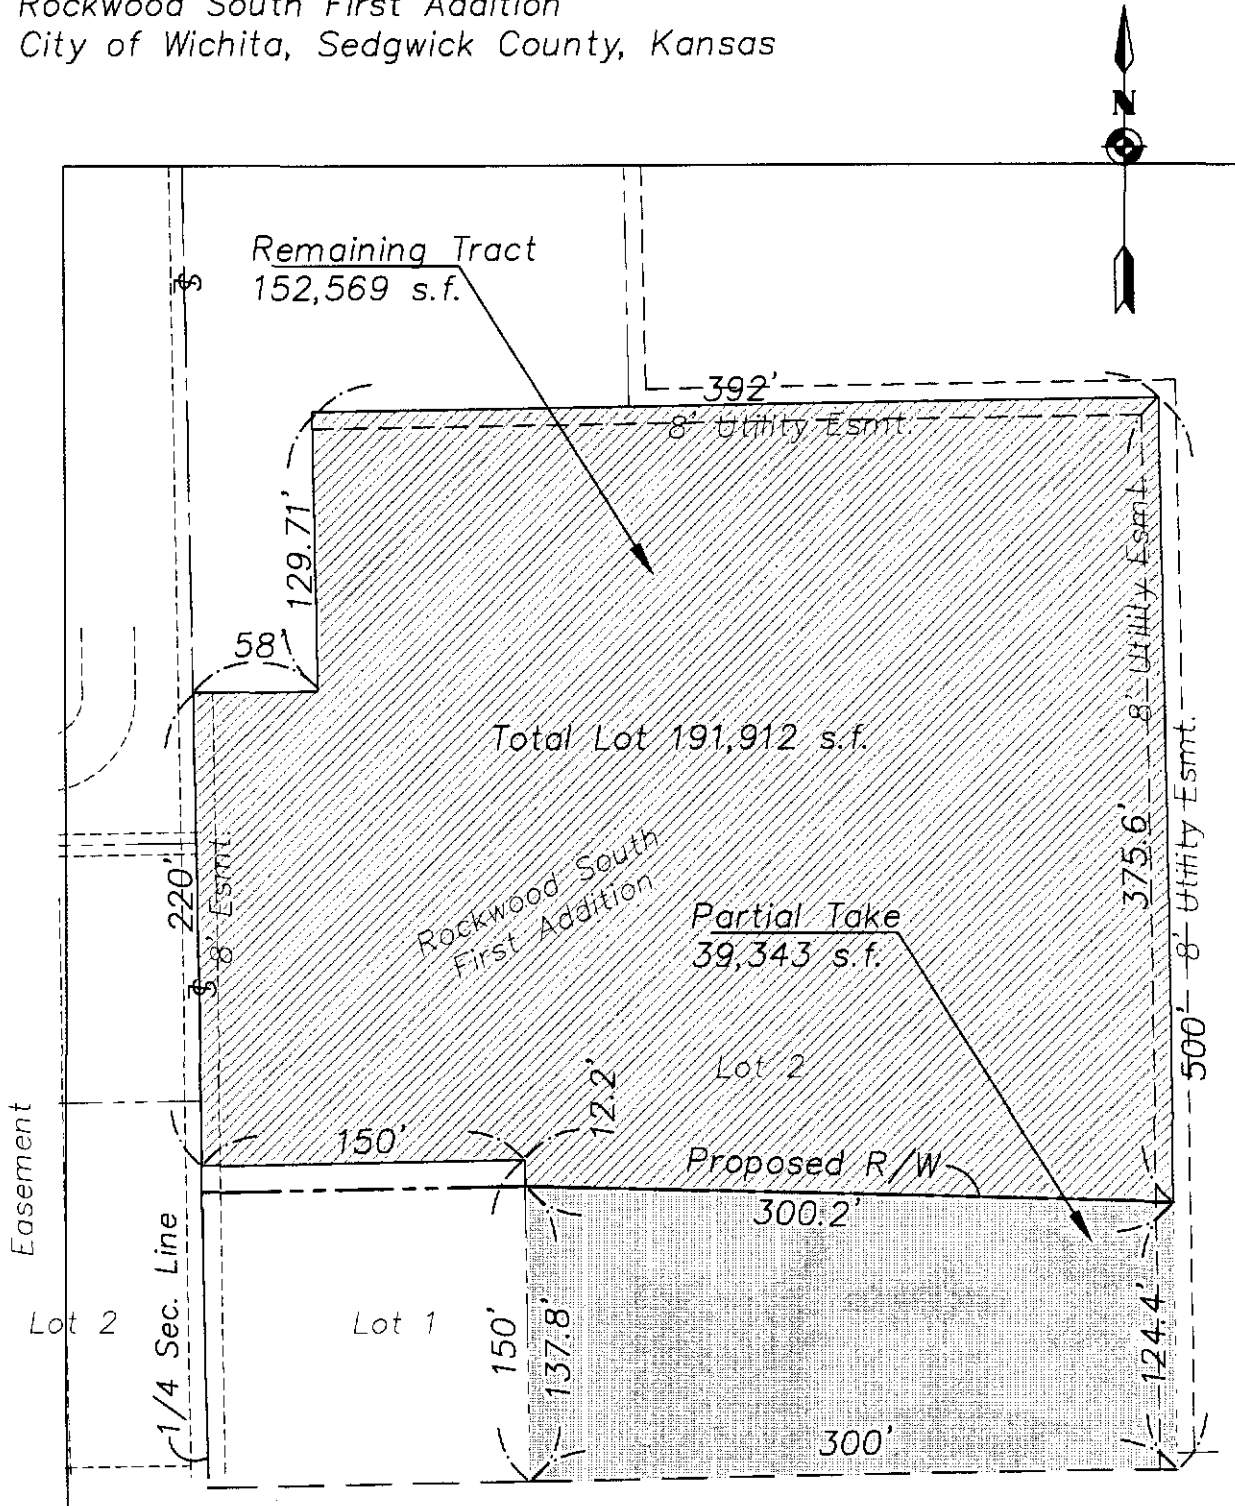 Rockwood South First Addition
City of Wichita, Sedgwick County, Kansas
N
Remaining Tract
152,569 s.f.
392'
8' Utility Esmt.
129.71'
58'
8' Utility Esmt.
Total Lot 191,912 s.f.
220'
8' Esmt.
Rockwood South
First Addition
375.6'
8' Utility Esmt.
Partial Take
39,343 s.f.
500'
12.2'
Lot 2
150'
Proposed R/W
300.2'
Easement
1/4 Sec. Line
Lot 2
Lot 1
150'
137.8'
124.4'
300'